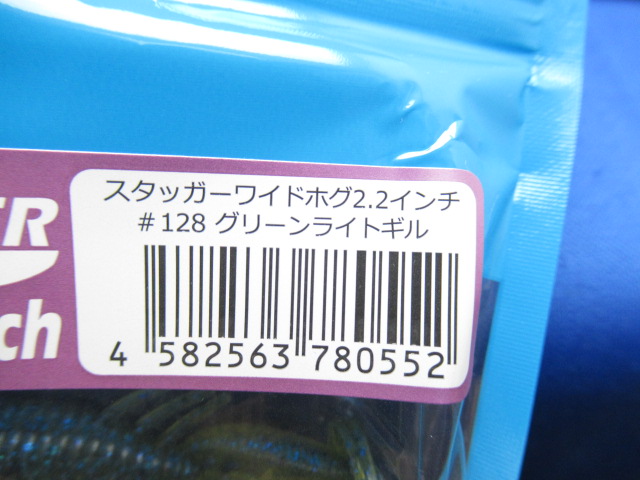 スタッガーワイドホグ2.2インチ
＃128 グリーンライトギル
4 582563 780552